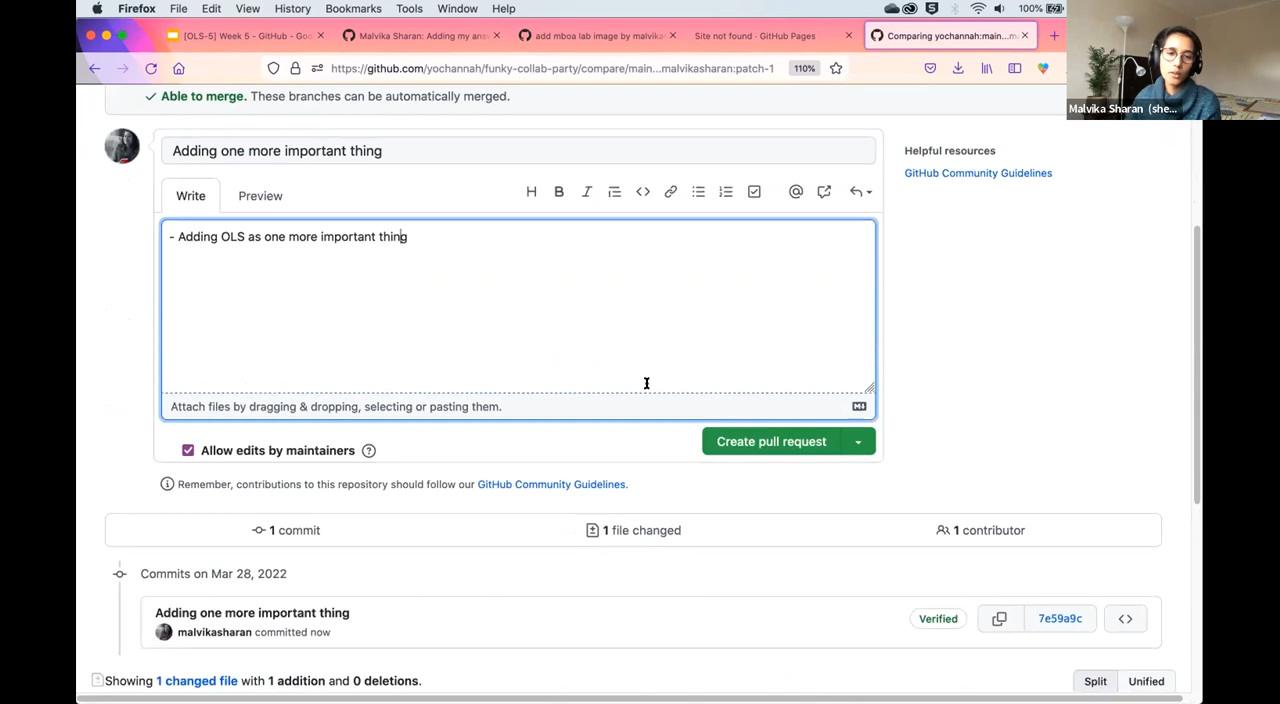 Firefox File Edit View History Bookmarks Tools Window Help 100%
[OLS-5] Week 5 - GitHub - Goo Malvika Sharan: Adding my ans add mboa lab image by malvika Site not found · GitHub Pages Comparing yochannah:main...m
https://github.com/yochannah/funky-collab-party/compare/main...malvikasharan:patch-1 110%
Malvika Sharan (she...
Able to merge. These branches can be automatically merged.
Adding one more important thing
Helpful resources
GitHub Community Guidelines
Write Preview
- Adding OLS as one more important thing
Attach files by dragging & dropping, selecting or pasting them.
Allow edits by maintainers
Create pull request
Remember, contributions to this repository should follow our GitHub Community Guidelines.
1 commit 1 file changed 1 contributor
Commits on Mar 28, 2022
Adding one more important thing
malvikasharan committed now
Verified 7e59a9c
Showing 1 changed file with 1 addition and 0 deletions.
Split Unified